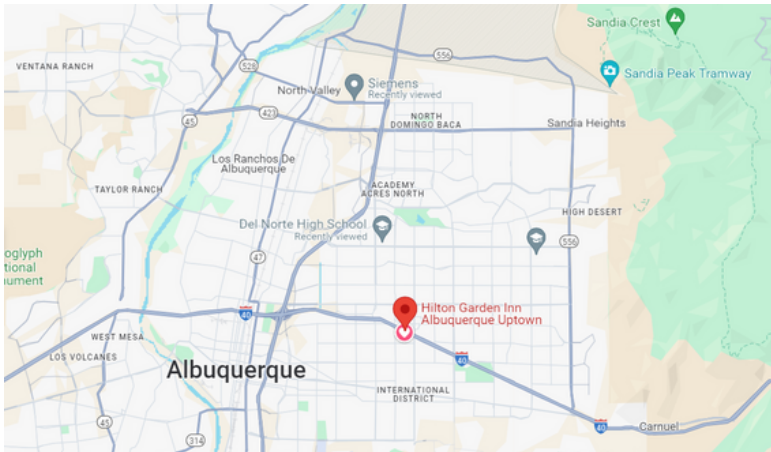 Sandia Crest
556
VENTANA RANCH
528
Sandia Peak Tramway
Siemens
Recently viewed
North Valley
45
423
NORTH
DOMINGO BACA
Sandia Heights
Los Ranchos De
Albuquerque
TAYLOR RANCH
ACADEMY
ACRES NORTH
HIGH DESERT
Del Norte High School
Recently viewed
556
oglyph
tional
ument
47
Hilton Garden Inn
Albuquerque Uptown
40
WEST MESA
LOS VOLCANES
40
Albuquerque
INTERNATIONAL
DISTRICT
45
40
Carnuel
314